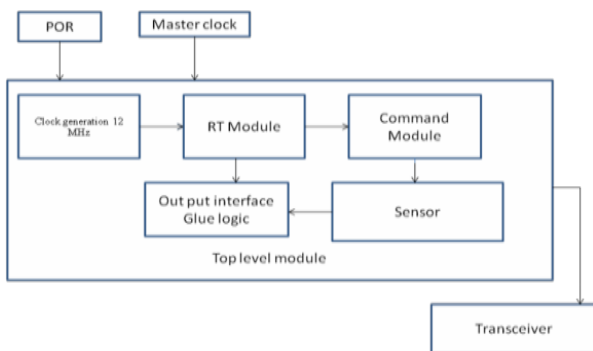 POR
Master clock
Clock generation 12
MHz
RT Module
Command
Module
Out put interface
Glue logic
Sensor
Top level module
Transceiver